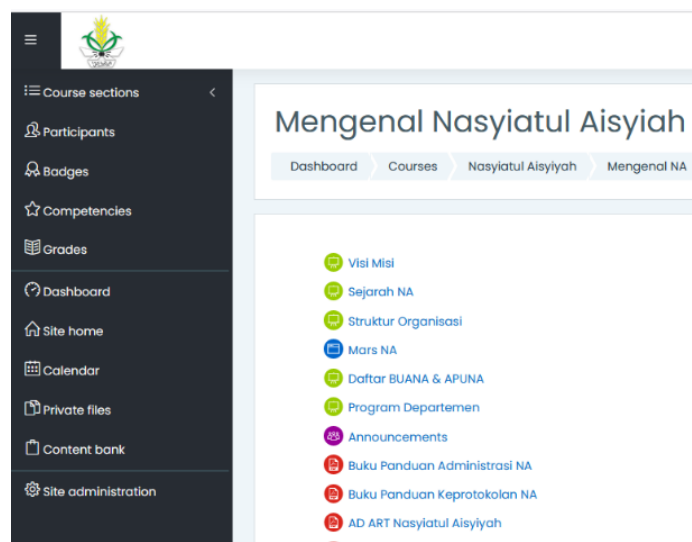 Course sections
Participants
Badges
Competencies
Grades
Dashboard
Site home
Calendar
Private files
Content bank
Site administration
Mengenal Nasyiatul Aisyiah
Dashboard Courses Nasyiatul Aisyiyah Mengenal NA
Visi Misi
Sejarah NA
Struktur Organisasi
Mars NA
Daftar BUANA & APUNA
Program Departemen
Announcements
Buku Panduan Administrasi NA
Buku Panduan Keprotokolan NA
AD ART Nasyiatul Aisyiyah